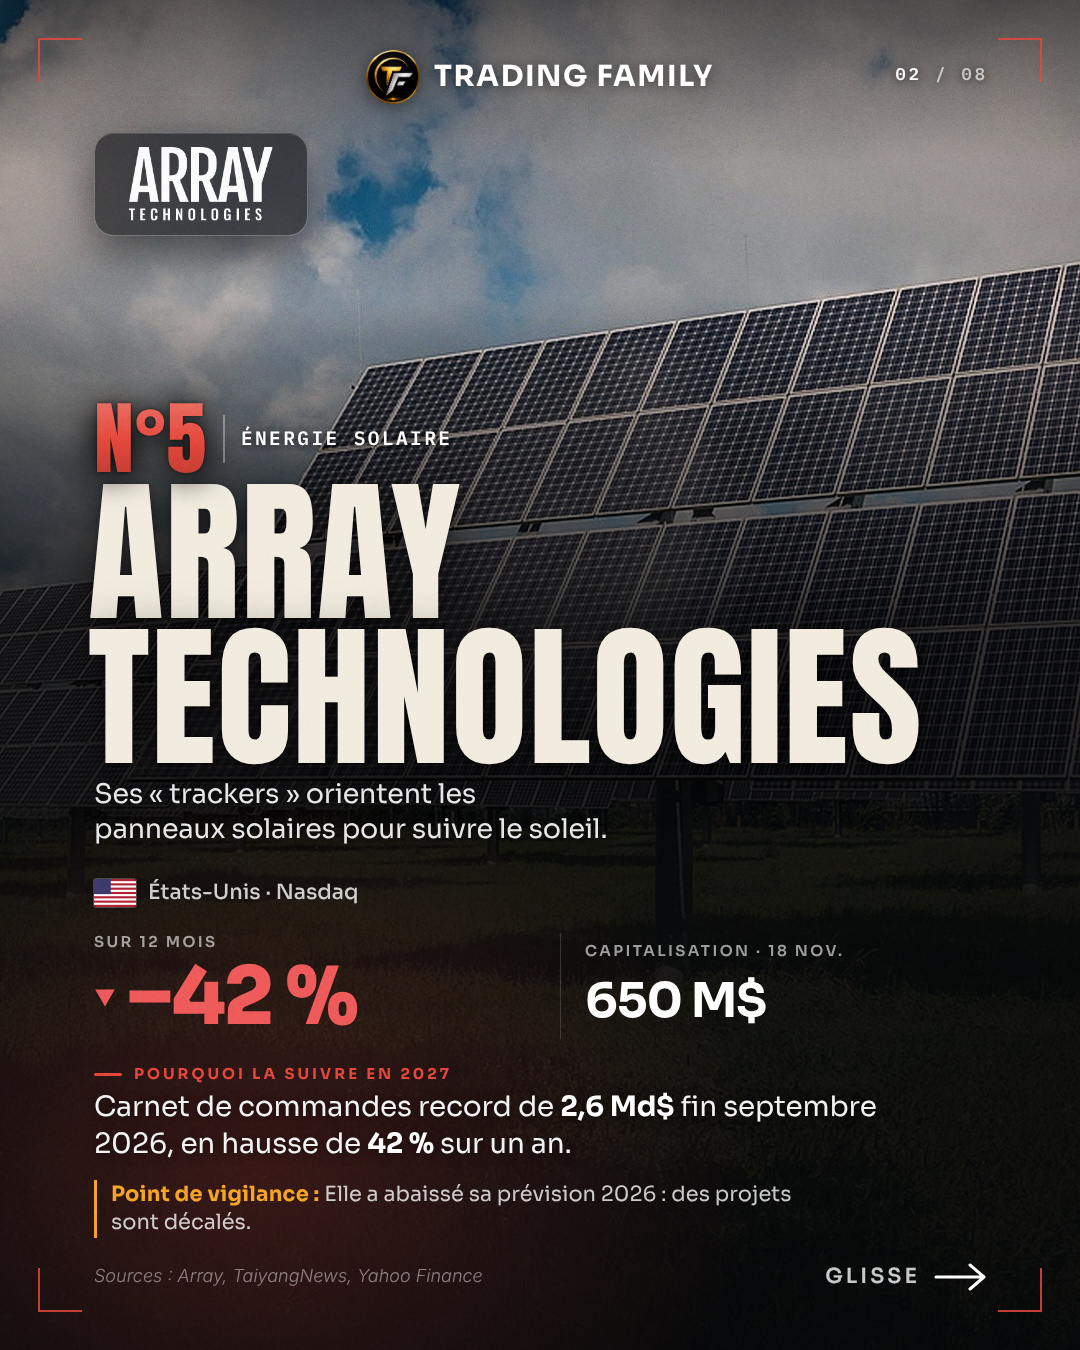 TF TRADING FAMILY
02 / 08
ARRAY
TECHNOLOGIES
N°5
ÉNERGIE SOLAIRE
ARRAY
TECHNOLOGIES
Ses « trackers » orientent les
panneaux solaires pour suivre le soleil.
États-Unis · Nasdaq
SUR 12 MOIS
▼ −42 %
CAPITALISATION · 18 NOV.
650 M$
POURQUOI LA SUIVRE EN 2027
Carnet de commandes record de 2,6 Md$ fin septembre
2026, en hausse de 42 % sur un an.
Point de vigilance : Elle a abaissé sa prévision 2026 : des projets
sont décalés.
Sources : Array, TaiyangNews, Yahoo Finance
GLISSE →